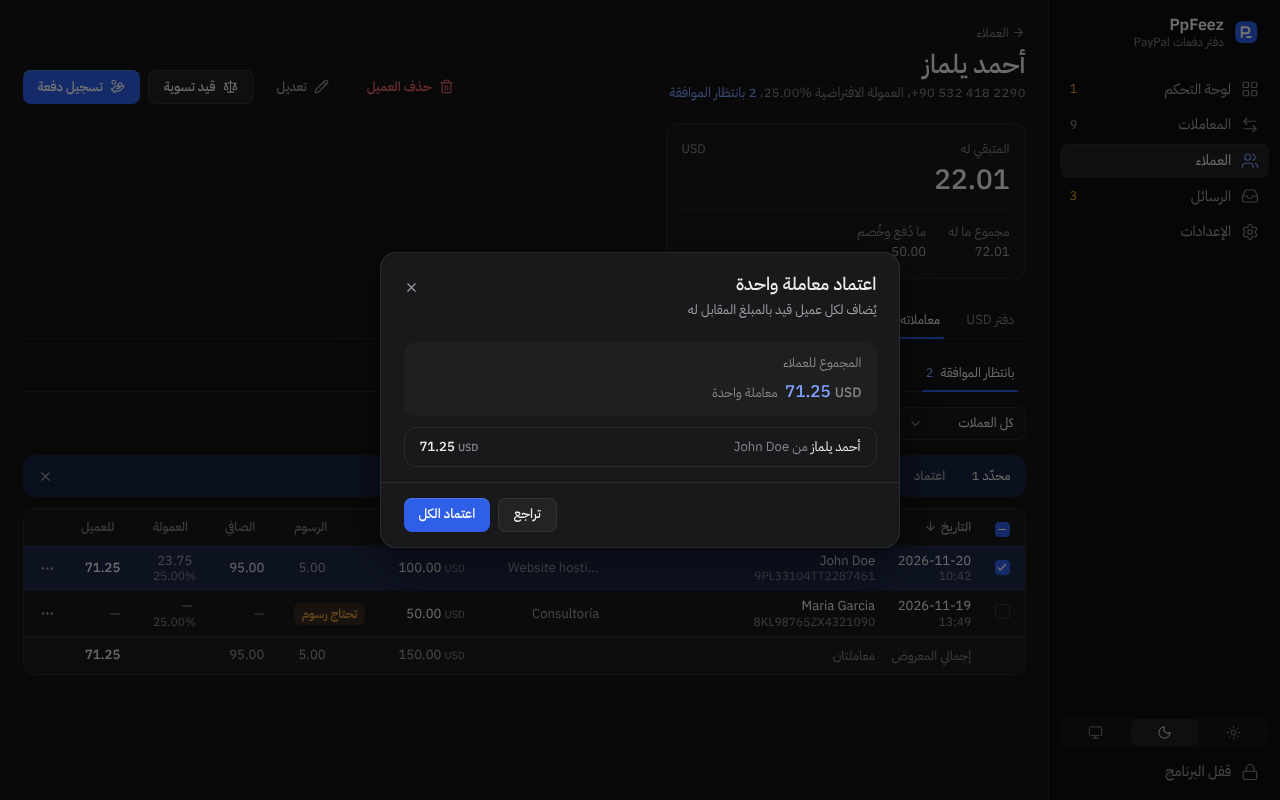 PpFeez
دفتر دفعات PayPal
لوحة التحكم 1
المعاملات 9
العملاء
الرسائل 3
الإعدادات
قفل البرنامج
العملاء
أحمد يلماز
+90 532 418 2290، العمولة الافتراضية 25.00%، 2 بانتظار الموافقة
حذف العميل
تعديل
قيد تسوية
تسجيل دفعة
المتبقي له USD
22.01
مجموع ما له ما دُفع وخُصم
72.01 50.00
دفتر USD معاملاته
بانتظار الموافقة 2
كل العملات
محدّد 1 اعتماد
اعتماد معاملة واحدة
يُضاف لكل عميل قيد بالمبلغ المقابل له
المجموع للعملاء
71.25 USD معاملة واحدة
أحمد يلماز من John Doe 71.25 USD
تراجع اعتماد الكل
التاريخ الرسوم الصافي العمولة للعميل
2026-11-20 John Doe Website hosti... 100.00 USD 5.00 95.00 23.75 71.25
10:42 9PL33104TT2287461 25.00%
2026-11-19 Maria Garcia Consultoría 50.00 USD تحتاج رسوم — — —
13:49 8KL98765ZX4321090 25.00%
إجمالي المعروض معاملتان 150.00 USD 5.00 95.00 71.25